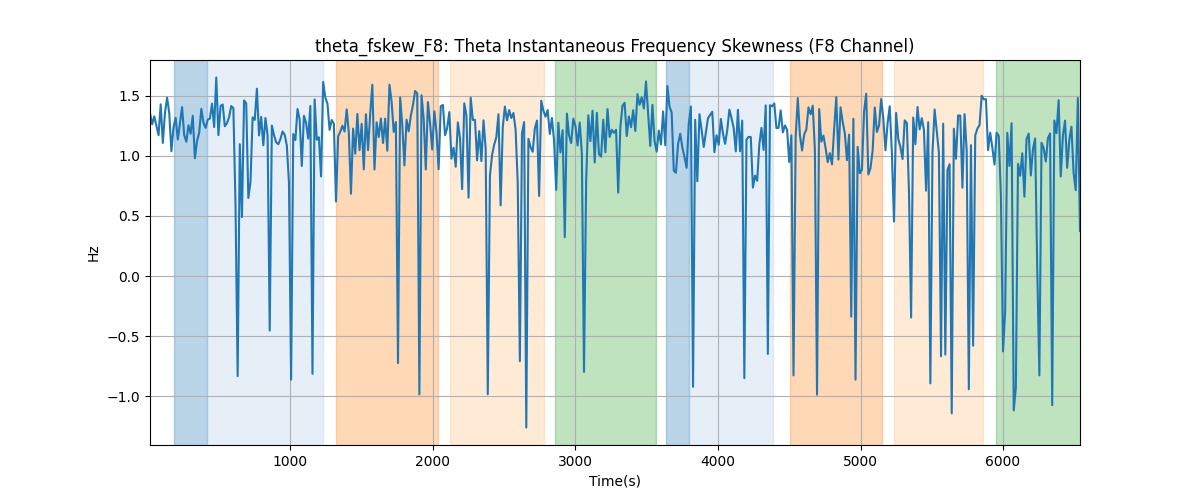 theta_fskew_F8: Theta Instantaneous Frequency Skewness (F8 Channel)
1.5
1.0
0.5
0.0
−0.5
−1.0
Hz
1000 2000 3000 4000 5000 6000
Time(s)